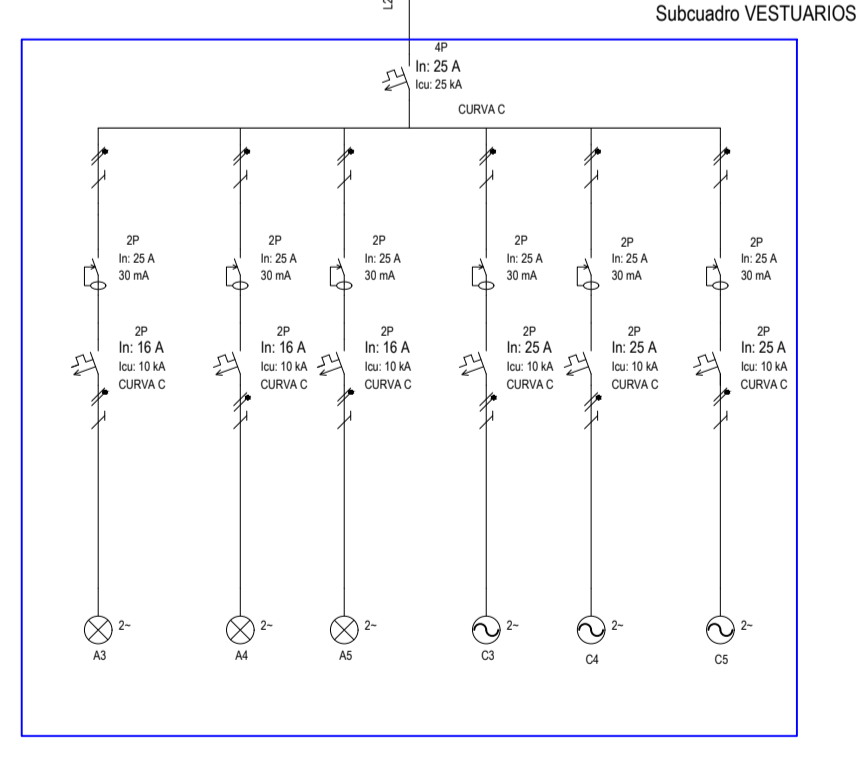 L2
Subcuadro VESTUARIOS
4P
In: 25 A
Icu: 25 kA
CURVA C
2P
In: 25 A
30 mA
2P
In: 25 A
30 mA
2P
In: 25 A
30 mA
2P
In: 25 A
30 mA
2P
In: 25 A
30 mA
2P
In: 25 A
30 mA
2P
In: 16 A
Icu: 10 kA
CURVA C
2P
In: 16 A
Icu: 10 kA
CURVA C
2P
In: 16 A
Icu: 10 kA
CURVA C
2P
In: 25 A
Icu: 10 kA
CURVA C
2P
In: 25 A
Icu: 10 kA
CURVA C
2P
In: 25 A
Icu: 10 kA
CURVA C
2~
A3
2~
A4
2~
A5
2~
C3
2~
C4
2~
C5